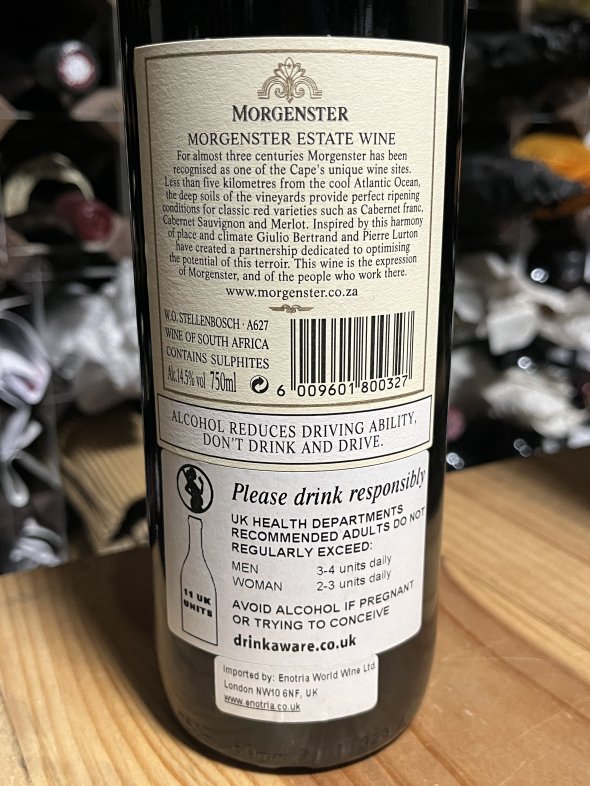 MORGENSTER
MORGENSTER ESTATE WINE
For almost three centuries Morgenster has been
recognised as one of the Cape's unique wine sites.
Less than five kilometres from the cool Atlantic Ocean,
the deep soils of the vineyards provide perfect ripening
conditions for classic red varieties such as Cabernet franc,
Cabernet Sauvignon and Merlot. Inspired by this harmony
of place and climate Giulio Bertrand and Pierre Lurton
have created a partnership dedicated to optimising
the potential of this terroir. This wine is the expression
of Morgenster, and of the people who work there.
www.morgenster.co.za
W.O. STELLENBOSCH · A627
WINE OF SOUTH AFRICA
CONTAINS SULPHITES
Alc.14.5% vol 750ml
6 009601 800327
ALCOHOL REDUCES DRIVING ABILITY,
DON'T DRINK AND DRIVE.
Please drink responsibly
UK HEALTH DEPARTMENTS
RECOMMENDED ADULTS DO NOT
REGULARLY EXCEED:
MEN 3-4 units daily
WOMAN 2-3 units daily
11 UK
UNITS
AVOID ALCOHOL IF PREGNANT
OR TRYING TO CONCEIVE
drinkaware.co.uk
Imported by: Enotria World Wine Ltd.
London NW10 6NF, UK
www.enotria.co.uk